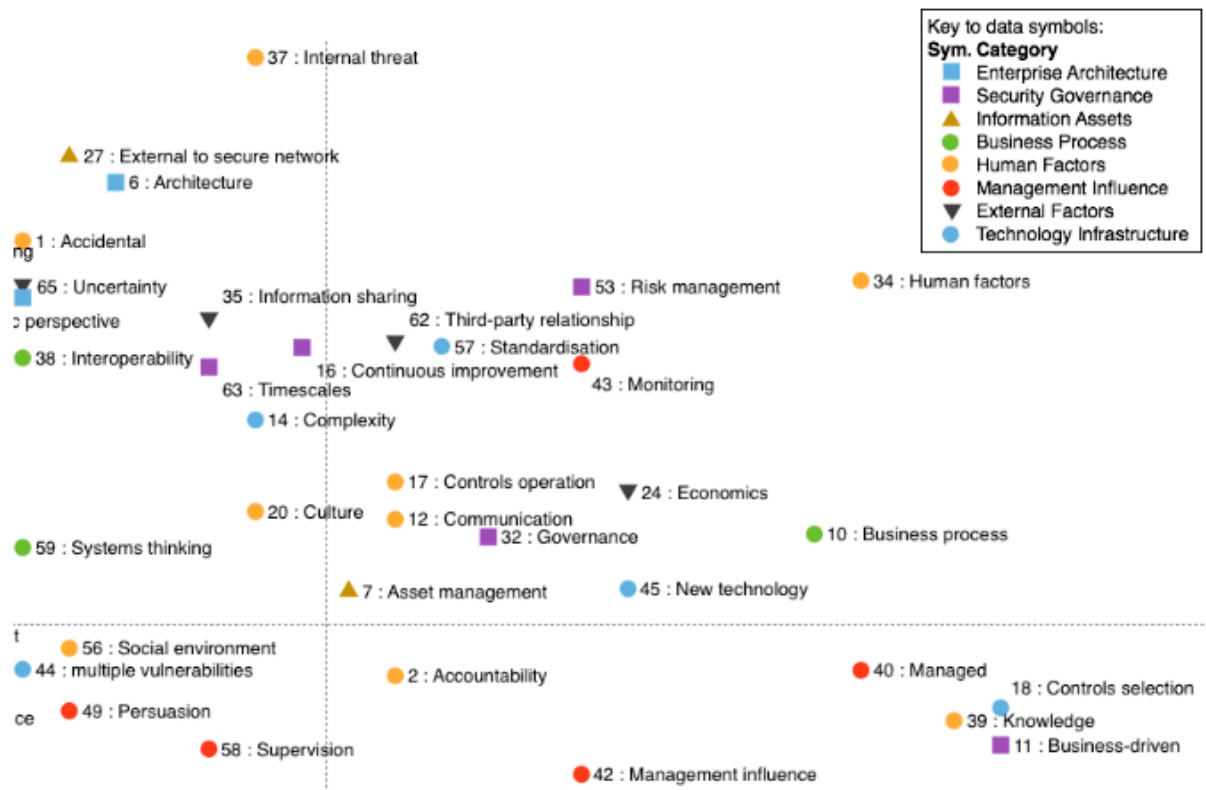 Key to data symbols:
Sym. Category
Enterprise Architecture
Security Governance
Information Assets
Business Process
Human Factors
Management Influence
External Factors
Technology Infrastructure
37 : Internal threat
27 : External to secure network
6 : Architecture
1 : Accidental
ng
65 : Uncertainty
35 : Information sharing
53 : Risk management
34 : Human factors
c perspective
62 : Third-party relationship
57 : Standardisation
38 : Interoperability
16 : Continuous improvement
43 : Monitoring
63 : Timescales
14 : Complexity
17 : Controls operation
24 : Economics
20 : Culture
12 : Communication
32 : Governance
10 : Business process
59 : Systems thinking
7 : Asset management
45 : New technology
t
56 : Social environment
44 : multiple vulnerabilities
2 : Accountability
40 : Managed
18 : Controls selection
49 : Persuasion
ce
39 : Knowledge
58 : Supervision
11 : Business-driven
42 : Management influence